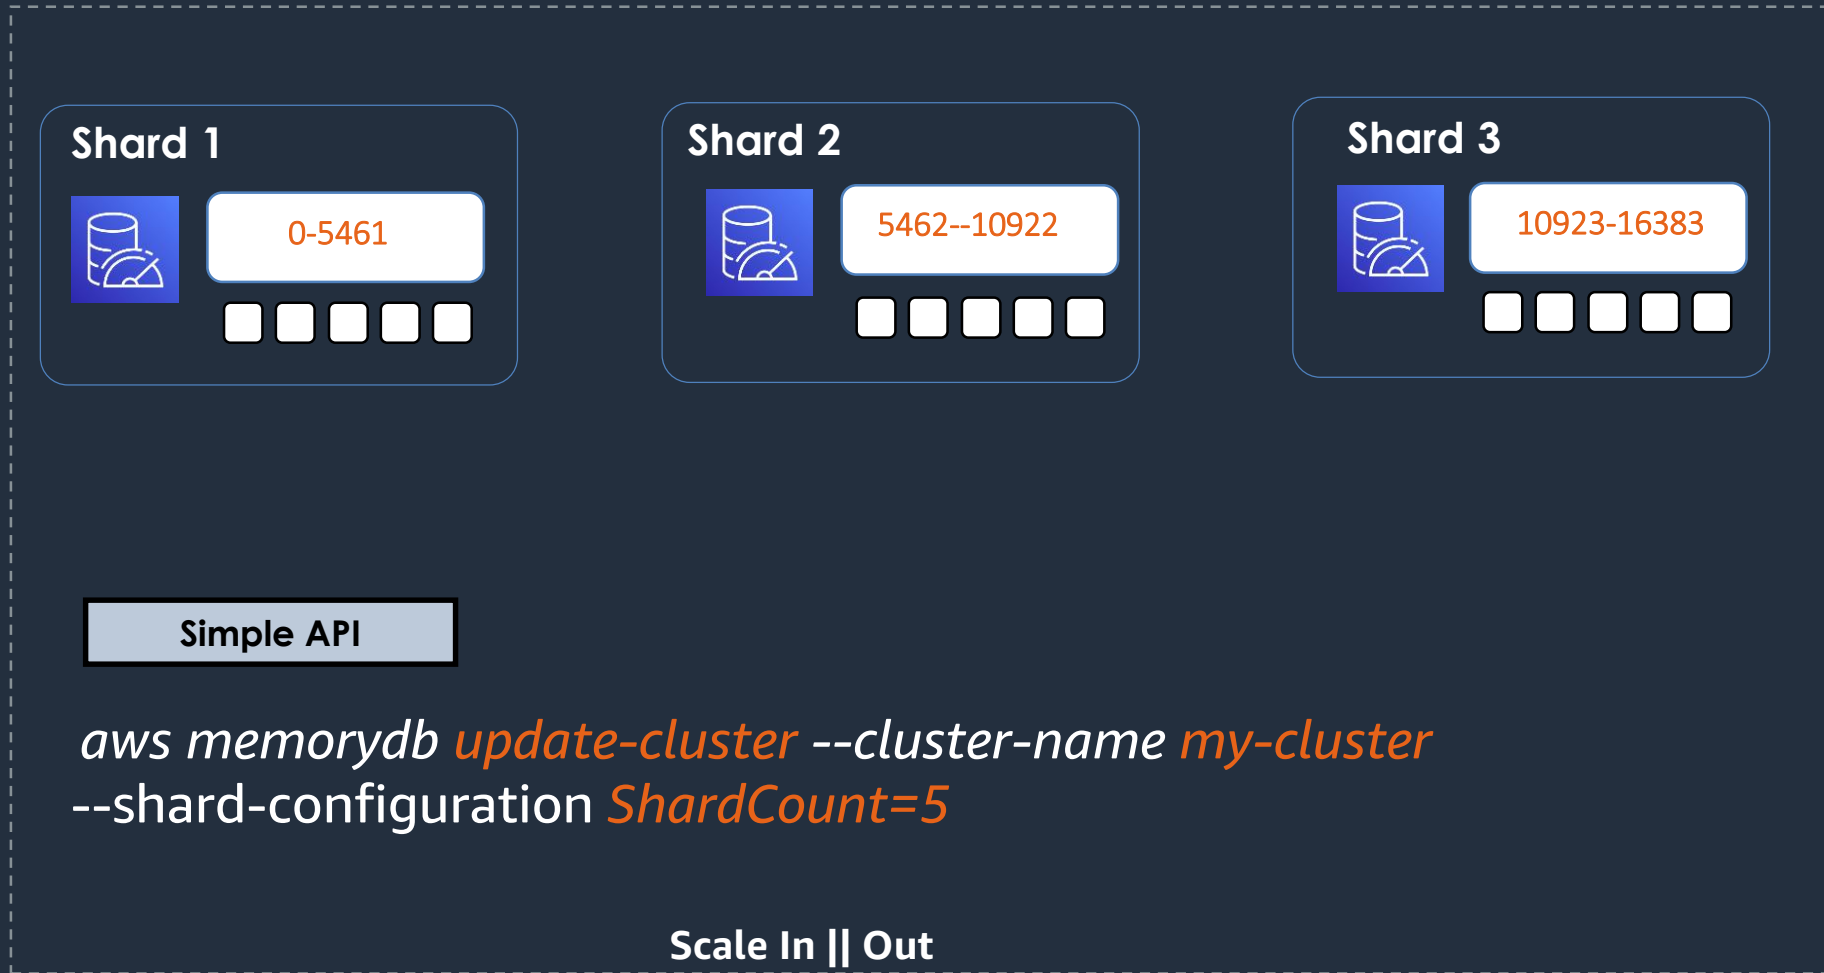 Shard 1
0-5461
Shard 2
5462--10922
Shard 3
10923-16383
Simple API
aws memorydb update-cluster --cluster-name my-cluster
--shard-configuration ShardCount=5
Scale In || Out